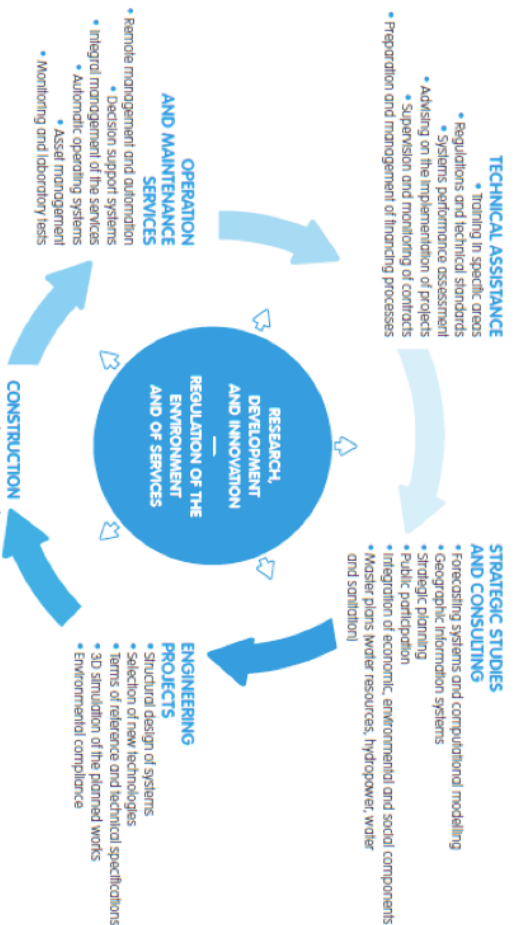 TECHNICAL ASSISTANCE
• Training in specific areas
• Regulations and technical standards
• Systems performance assessment
• Advising on the implementation of projects
• Supervision and monitoring of contracts
• Preparation and management of financing processes
STRATEGIC STUDIES
AND CONSULTING
• Forecasting systems and computational modelling
• Geographic information systems
• Strategic planning
• Public participation
• Integration of economic, environmental and social components
• Master plans (water resources, hydropower, water
and sanitation)
OPERATION
AND MAINTENANCE
SERVICES
• Remote management and automation
• Decision support systems
• Integral management of the services
• Automatic operating systems
• Asset management
• Monitoring and laboratory tests
RESEARCH,
DEVELOPMENT
AND INNOVATION
—
REGULATION OF THE
ENVIRONMENT
AND OF SERVICES
ENGINEERING
PROJECTS
• Structural design of systems
• Selection of new technologies
• Terms of reference and technical specifications
• 3D simulation of the planned works
• Environmental compliance
CONSTRUCTION